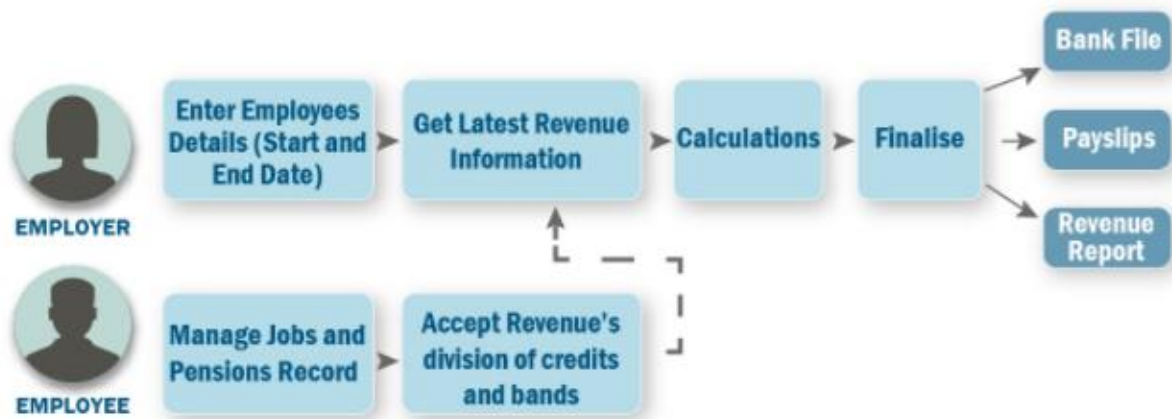 EMPLOYER
Enter Employees
Details (Start and
End Date)
Get Latest Revenue
Information
Calculations
Finalise
Bank File
Payslips
Revenue
Report
EMPLOYEE
Manage Jobs and
Pensions Record
Accept Revenue's
division of credits
and bands